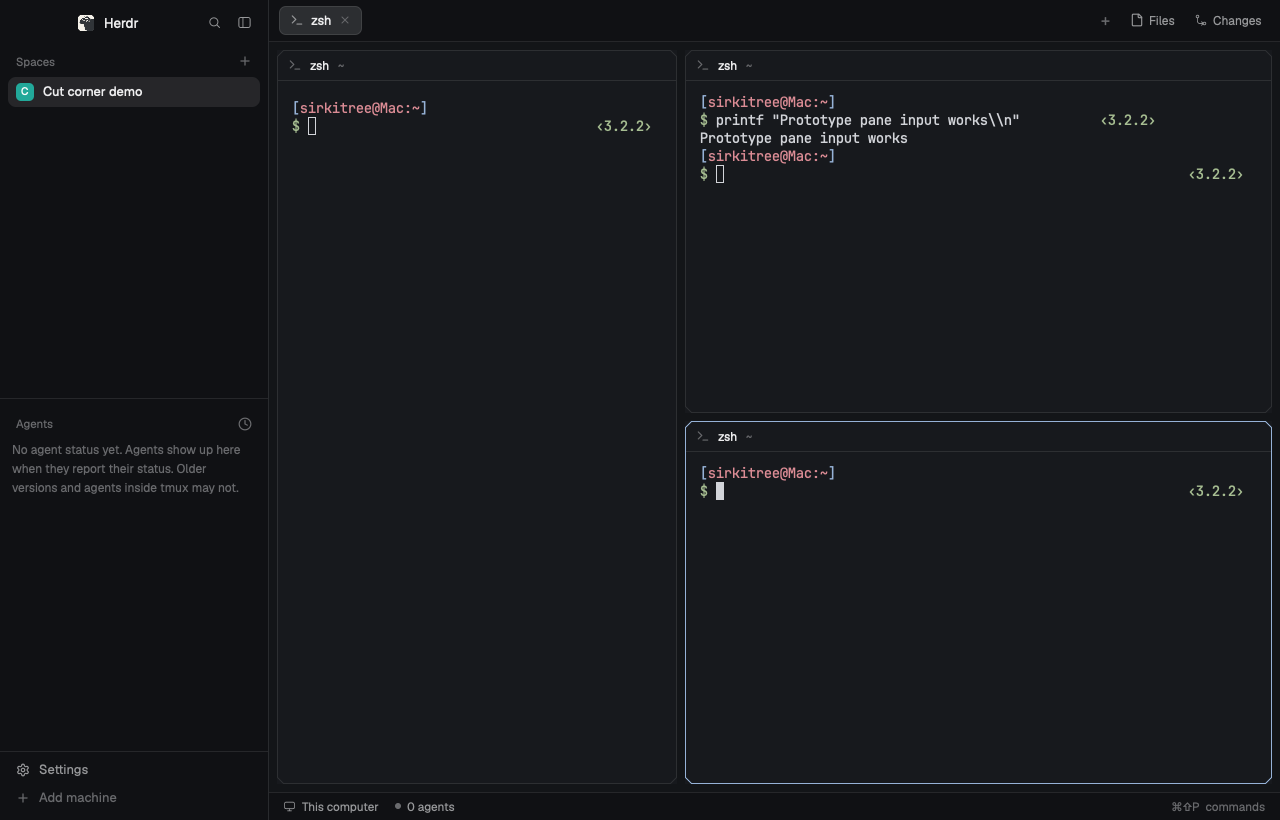 Herdr
Spaces
C Cut corner demo
Agents
No agent status yet. Agents show up here
when they report their status. Older
versions and agents inside tmux may not.
Settings
Add machine
>_ zsh ×
+ Files Changes
>_ zsh ~
[sirkitree@Mac:~]
$ ‹3.2.2›
>_ zsh ~
[sirkitree@Mac:~]
$ printf "Prototype pane input works\\n" ‹3.2.2›
Prototype pane input works
[sirkitree@Mac:~]
$ ‹3.2.2›
>_ zsh ~
[sirkitree@Mac:~]
$ ‹3.2.2›
This computer 0 agents
⌘⇧P commands